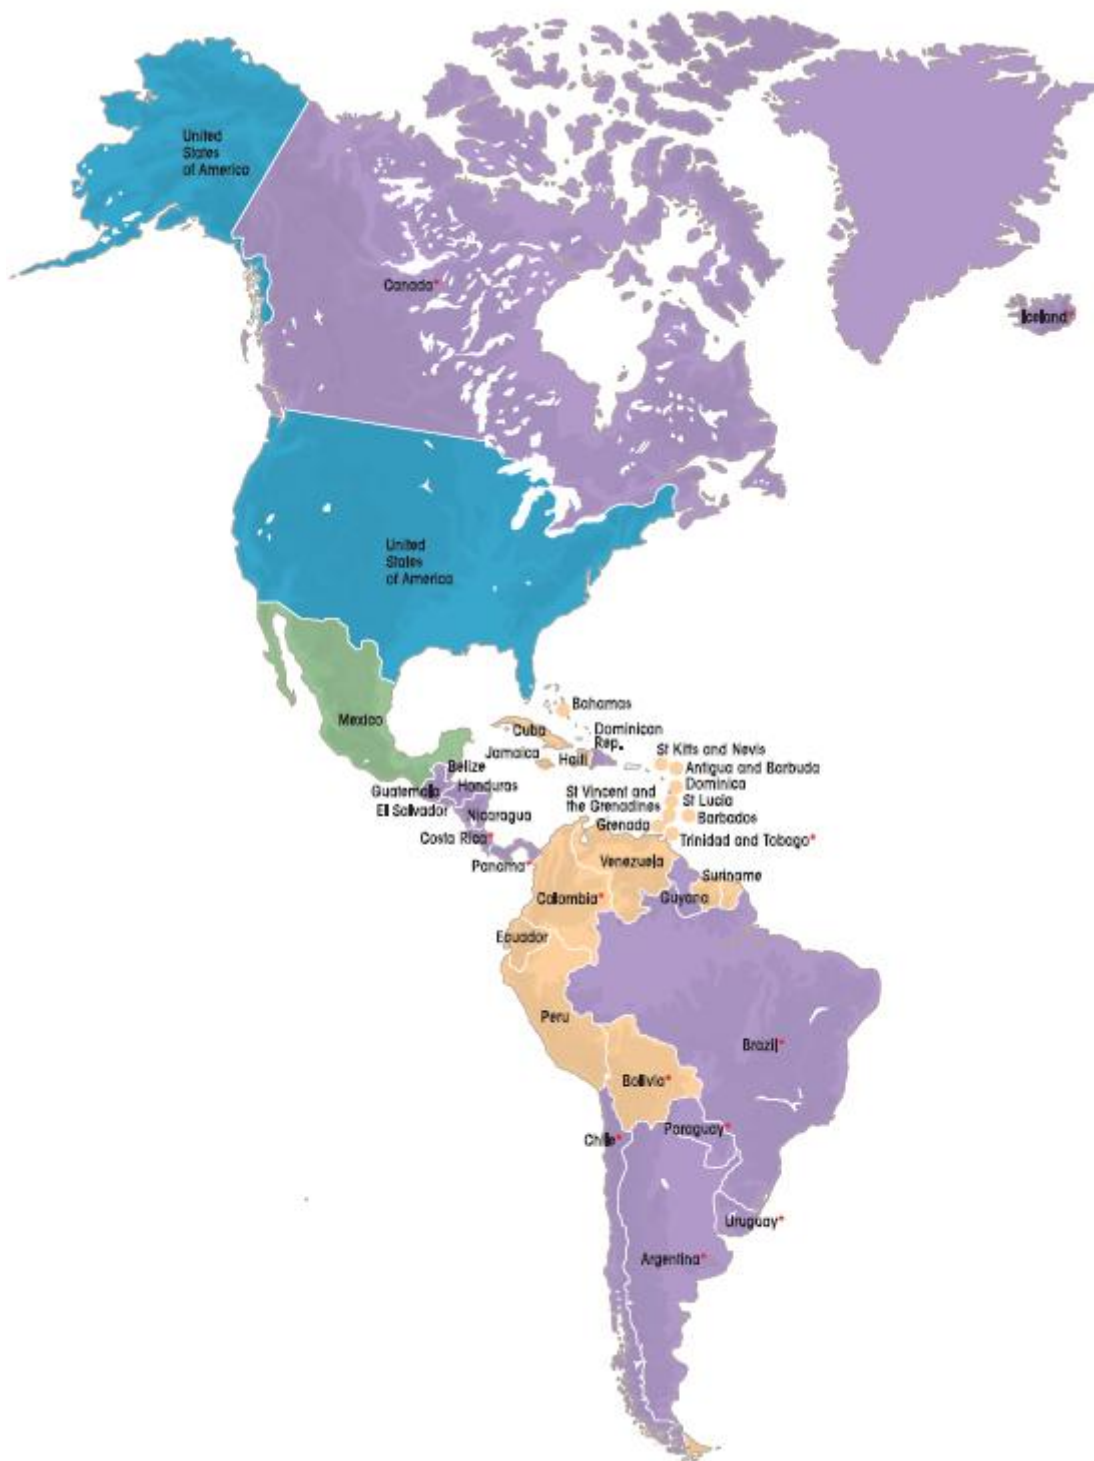 United
States
of America
Canada*
Iceland*
United
States
of America
Mexico
Bahamas
Cuba
Dominican
Rep.
Jamaica
Haiti
St Kitts and Nevis
Belize
Antigua and Barbuda
Guatemala
Honduras
Dominica
St Vincent and
the Grenadines
St Lucia
El Salvador
Nicaragua
Barbados
Grenada
Costa Rica*
Trinidad and Tobago*
Panama*
Venezuela
Suriname
Colombia*
Guyana
Ecuador
Peru
Brazil*
Bolivia*
Chile*
Paraguay*
Uruguay*
Argentina*